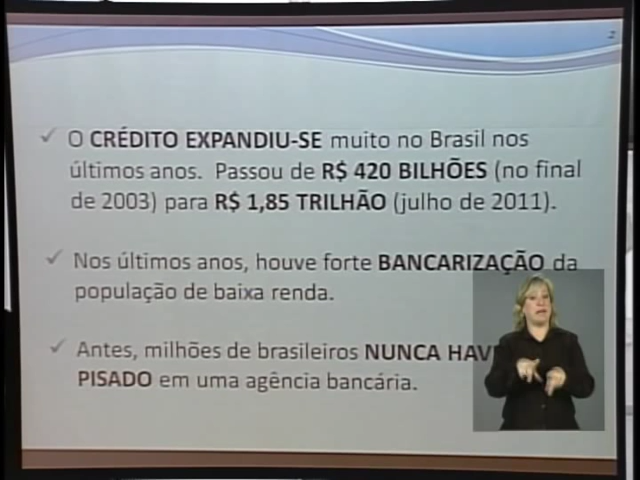 2
O CRÉDITO EXPANDIU-SE muito no Brasil nos
últimos anos. Passou de R$ 420 BILHÕES (no final
de 2003) para R$ 1,85 TRILHÃO (julho de 2011).
Nos últimos anos, houve forte BANCARIZAÇÃO da
população de baixa renda.
Antes, milhões de brasileiros NUNCA HAV
PISADO em uma agência bancária.